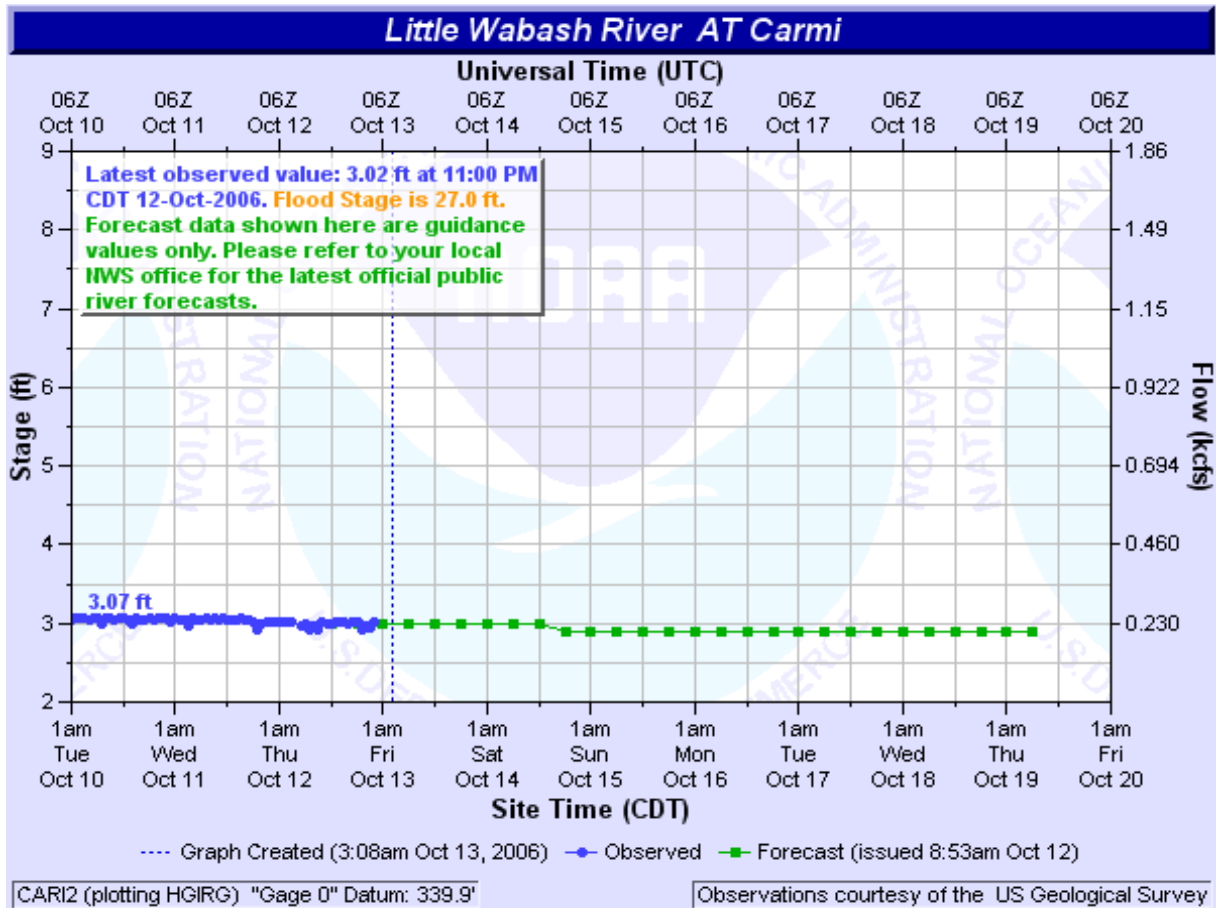 Little Wabash River AT Carmi
Universal Time (UTC)
06Z 06Z 06Z 06Z 06Z 06Z 06Z 06Z 06Z 06Z 06Z
Oct 10 Oct 11 Oct 12 Oct 13 Oct 14 Oct 15 Oct 16 Oct 17 Oct 18 Oct 19 Oct 20
Latest observed value: 3.02 ft at 11:00 PM
CDT 12-Oct-2006. Flood Stage is 27.0 ft.
Forecast data shown here are guidance
values only. Please refer to your local
NWS office for the latest official public
river forecasts.
NOAA
9 1.86
8 1.49
7 1.15
6 0.922
5 0.694
4 0.460
3 0.230
2
Stage (ft)
Flow (kcfs)
3.07 ft
1am 1am 1am 1am 1am 1am 1am 1am 1am 1am 1am
Tue Wed Thu Fri Sat Sun Mon Tue Wed Thu Fri
Oct 10 Oct 11 Oct 12 Oct 13 Oct 14 Oct 15 Oct 16 Oct 17 Oct 18 Oct 19 Oct 20
Site Time (CDT)
Graph Created (3:08am Oct 13, 2006) Observed Forecast (issued 8:53am Oct 12)
CARI2 (plotting HGIRG) "Gage 0" Datum: 339.9'
Observations courtesy of the US Geological Survey